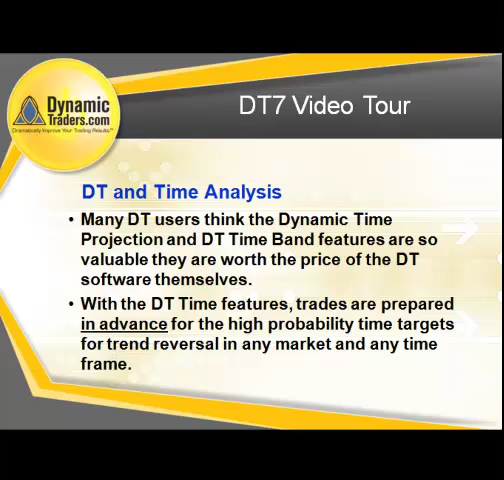 DT7 Video Tour
Dynamic
Traders.com
Dramatically Improve Your Trading Results™
DT and Time Analysis
• Many DT users think the Dynamic Time
Projection and DT Time Band features are so
valuable they are worth the price of the DT
software themselves.
• With the DT Time features, trades are prepared
in advance for the high probability time targets
for trend reversal in any market and any time
frame.